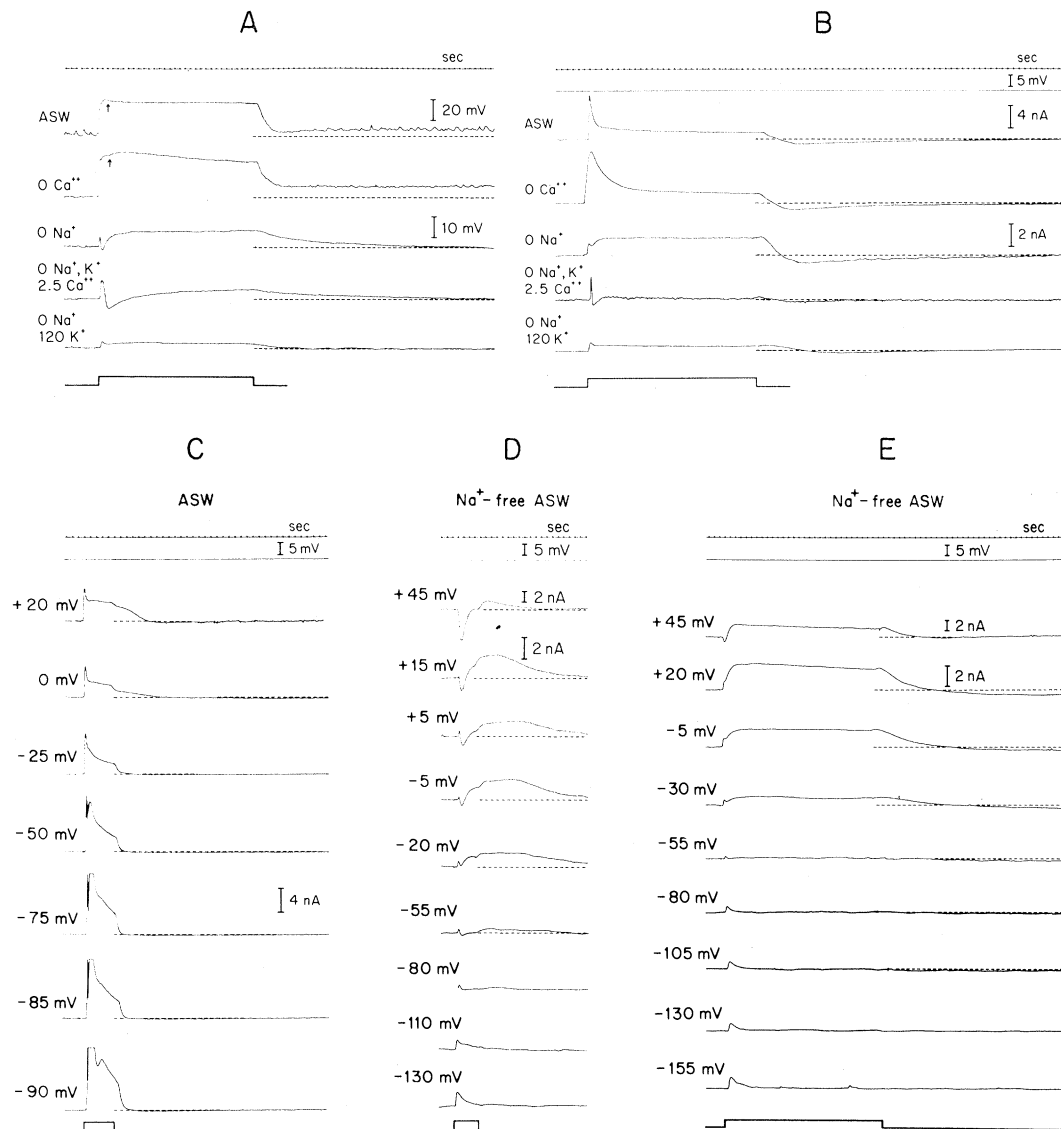 A
sec
ASW
20 mV
0 Ca⁺⁺
0 Na⁺
10 mV
0 Na⁺, K⁺
2.5 Ca⁺⁺
0 Na⁺
120 K⁺
B
sec
5 mV
ASW
4 nA
0 Ca⁺⁺
0 Na⁺
2 nA
0 Na⁺, K⁺
2.5 Ca⁺⁺
0 Na⁺
120 K⁺
C
ASW
sec
5 mV
+20 mV
0 mV
-25 mV
-50 mV
-75 mV
4 nA
-85 mV
-90 mV
D
Na⁺-free ASW
sec
5 mV
+45 mV
2 nA
+15 mV
2 nA
+5 mV
-5 mV
-20 mV
-55 mV
-80 mV
-110 mV
-130 mV
E
Na⁺-free ASW
sec
5 mV
+45 mV
2 nA
+20 mV
2 nA
-5 mV
-30 mV
-55 mV
-80 mV
-105 mV
-130 mV
-155 mV